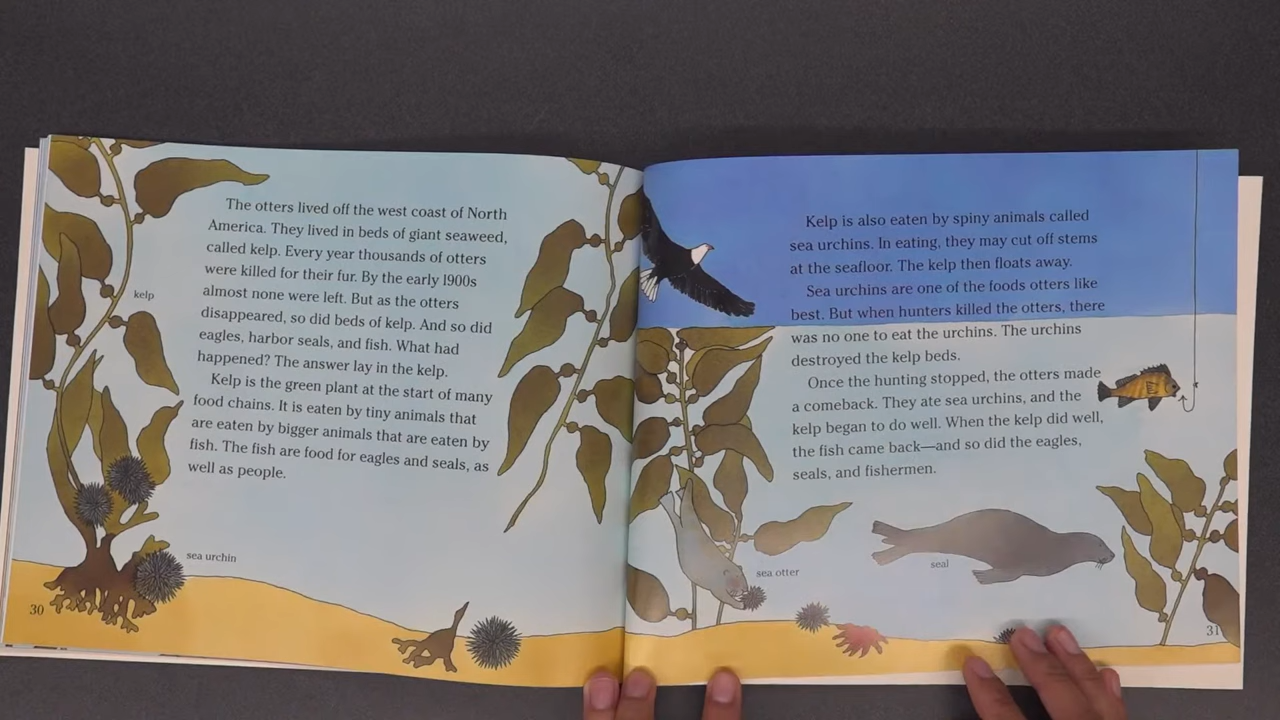 The otters lived off the west coast of North
America. They lived in beds of giant seaweed,
called kelp. Every year thousands of otters
were killed for their fur. By the early 1900s
almost none were left. But as the otters
disappeared, so did beds of kelp. And so did
eagles, harbor seals, and fish. What had
happened? The answer lay in the kelp.
Kelp is the green plant at the start of many
food chains. It is eaten by tiny animals that
are eaten by bigger animals that are eaten by
fish. The fish are food for eagles and seals, as
well as people.
kelp
sea urchin
30
Kelp is also eaten by spiny animals called
sea urchins. In eating, they may cut off stems
at the seafloor. The kelp then floats away.
Sea urchins are one of the foods otters like
best. But when hunters killed the otters, there
was no one to eat the urchins. The urchins
destroyed the kelp beds.
Once the hunting stopped, the otters made
a comeback. They ate sea urchins, and the
kelp began to do well. When the kelp did well,
the fish came back—and so did the eagles,
seals, and fishermen.
sea otter
seal
31